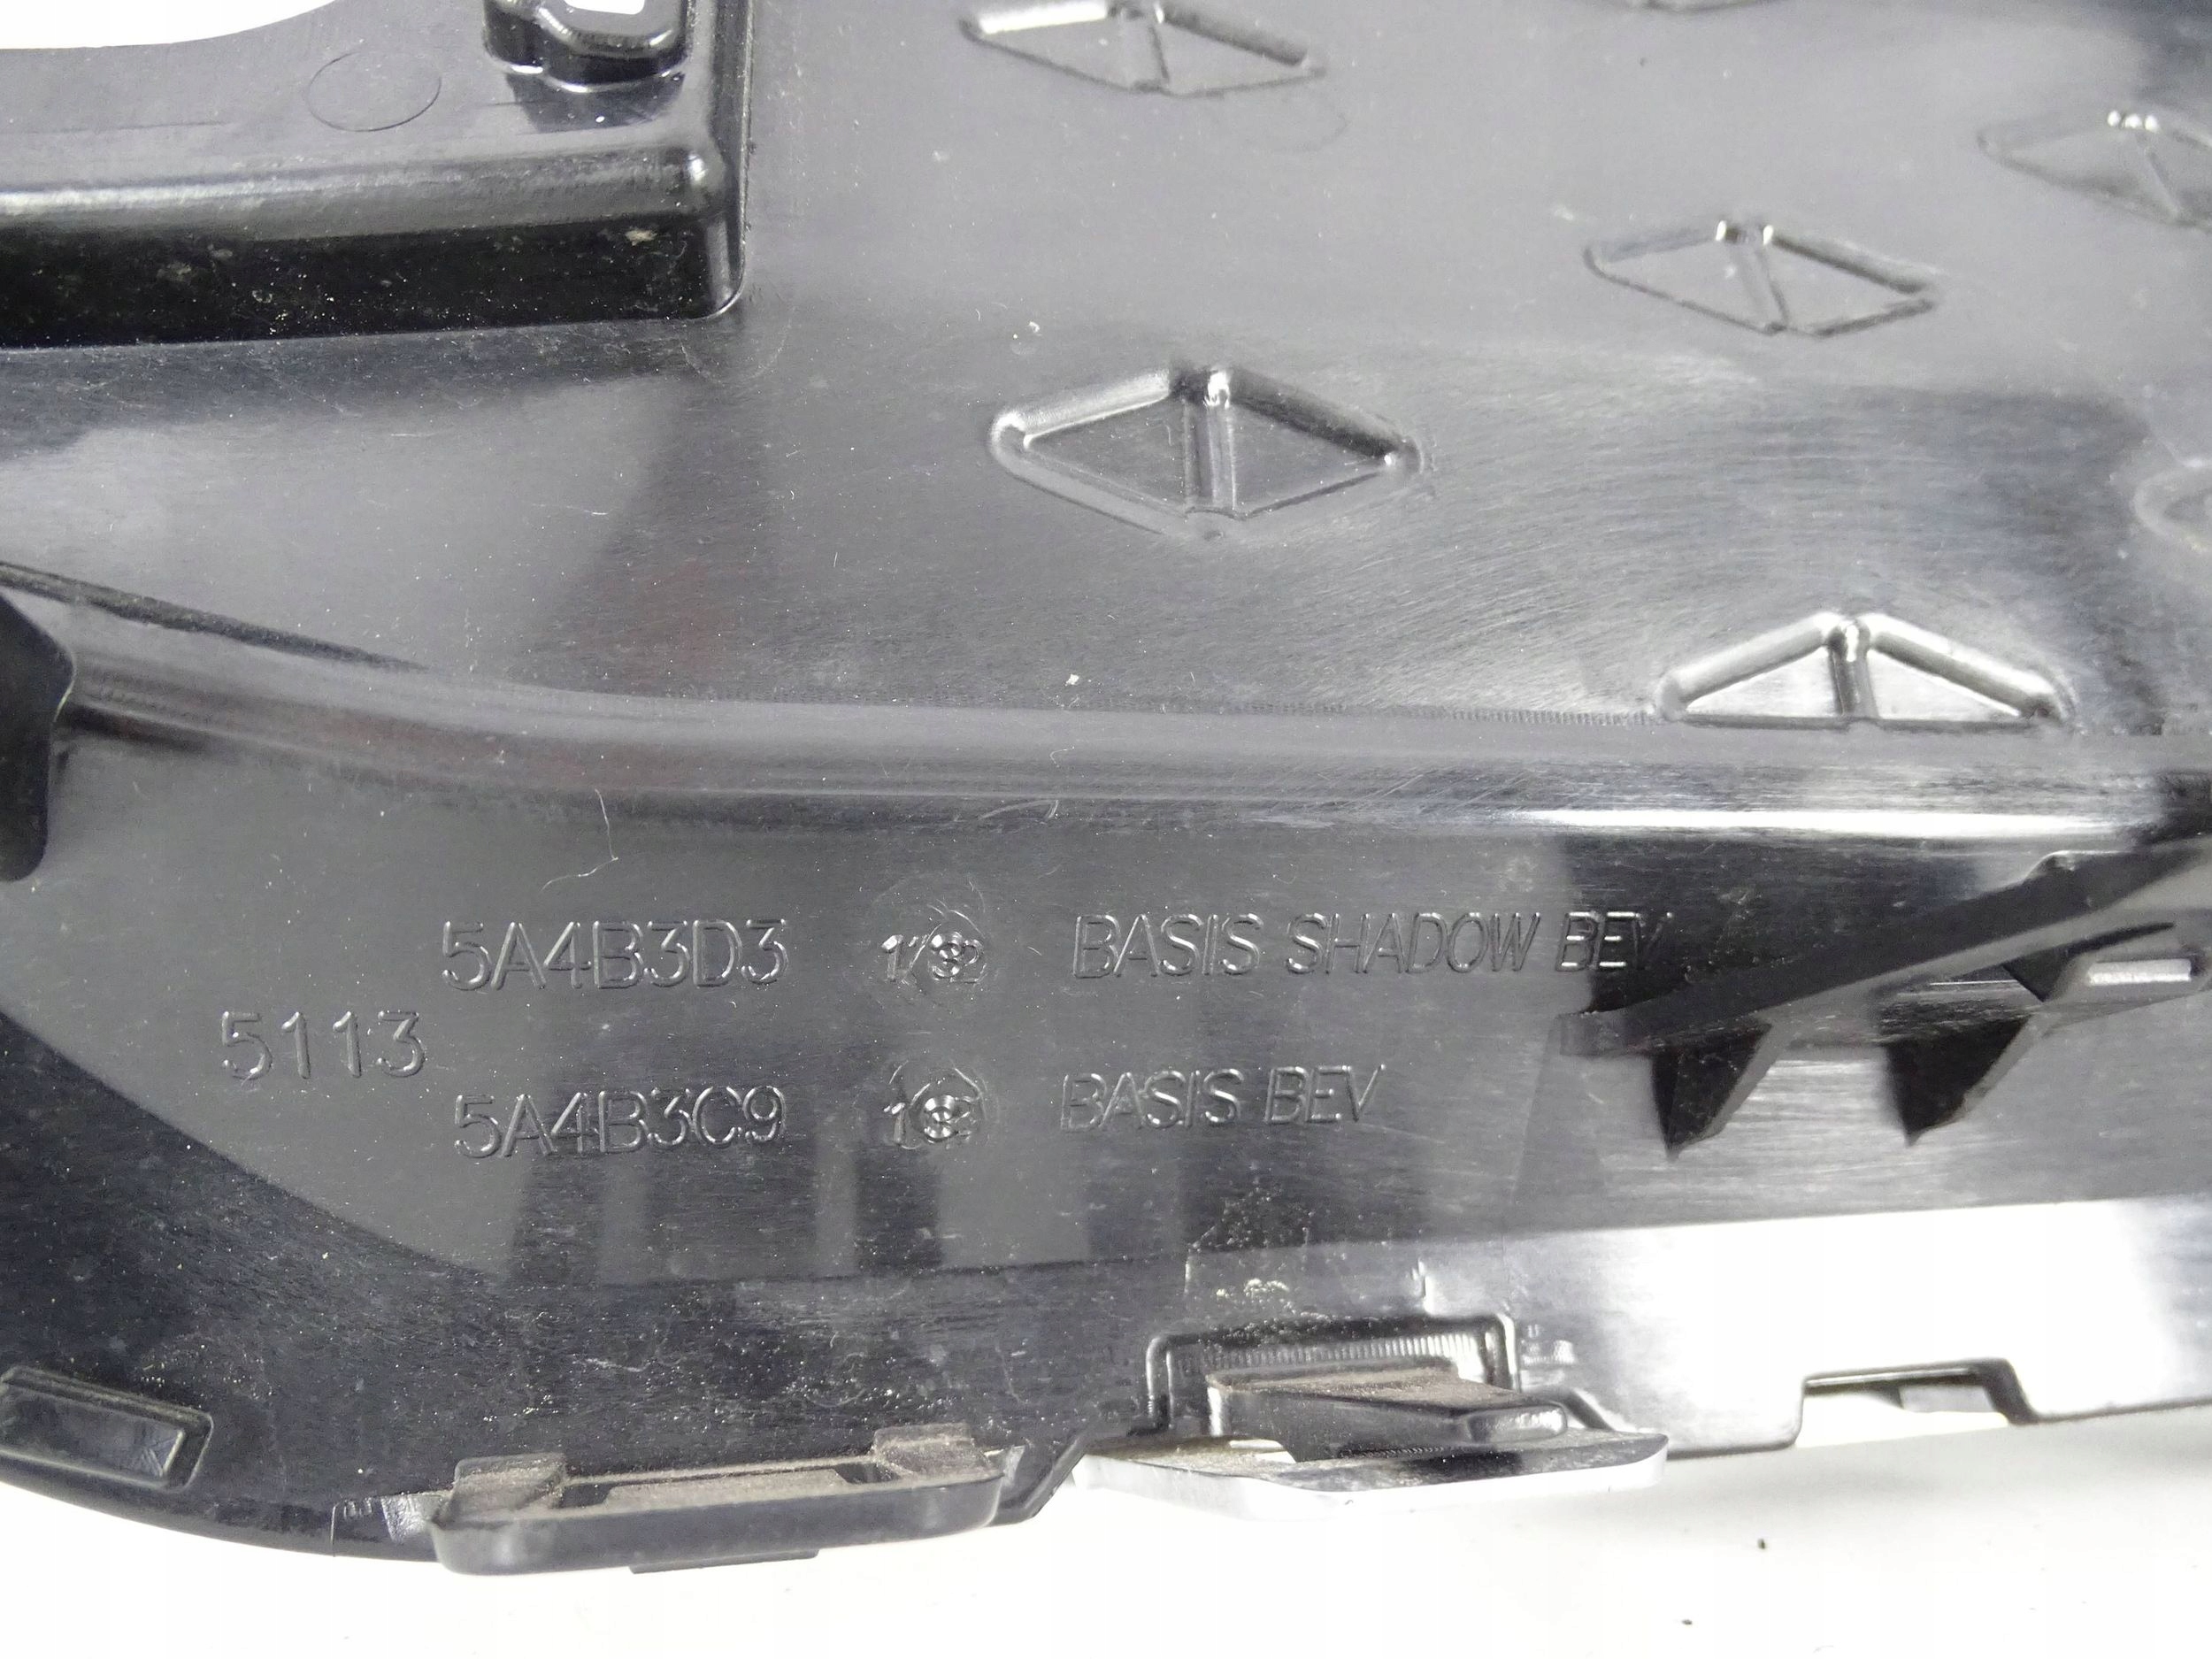 5A4B3D3 BASIS SHADOW BEV
5113
5A4B3C9 BASIS BEV